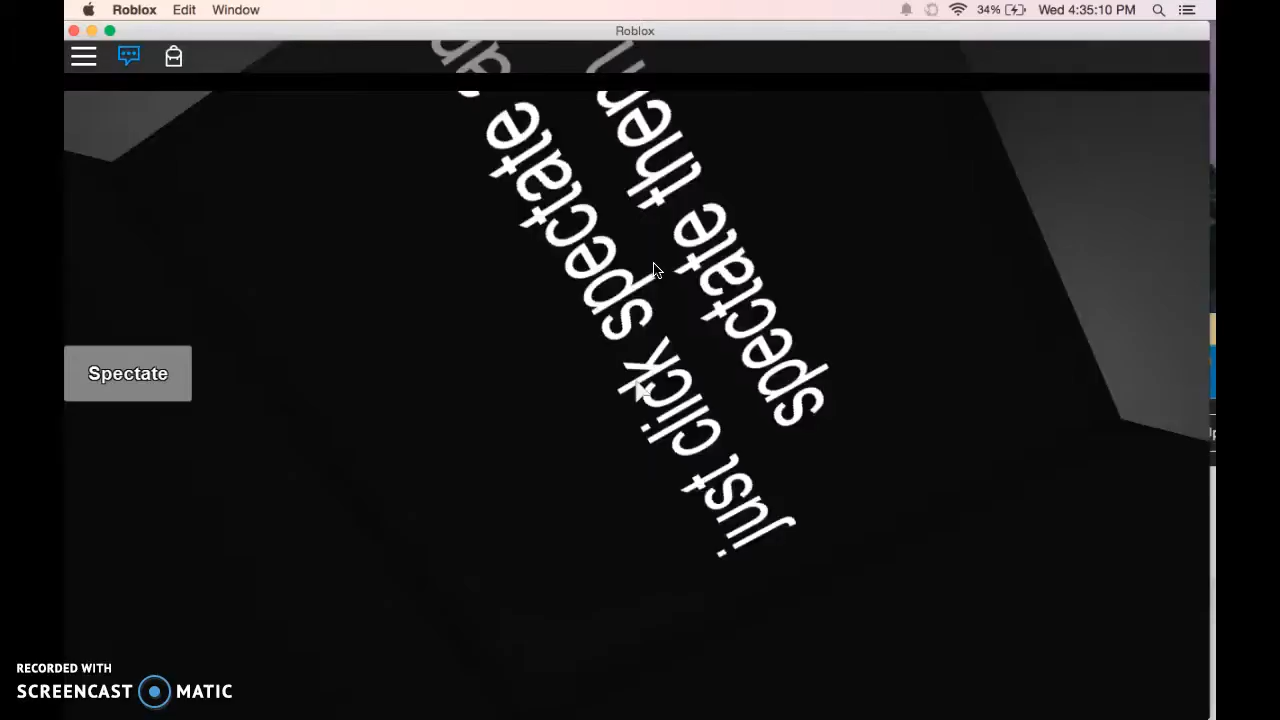 Roblox Edit Window 34% Wed 4:35:10 PM
Roblox
just click spectate
spectate then
Spectate
RECORDED WITH
SCREENCAST MATIC